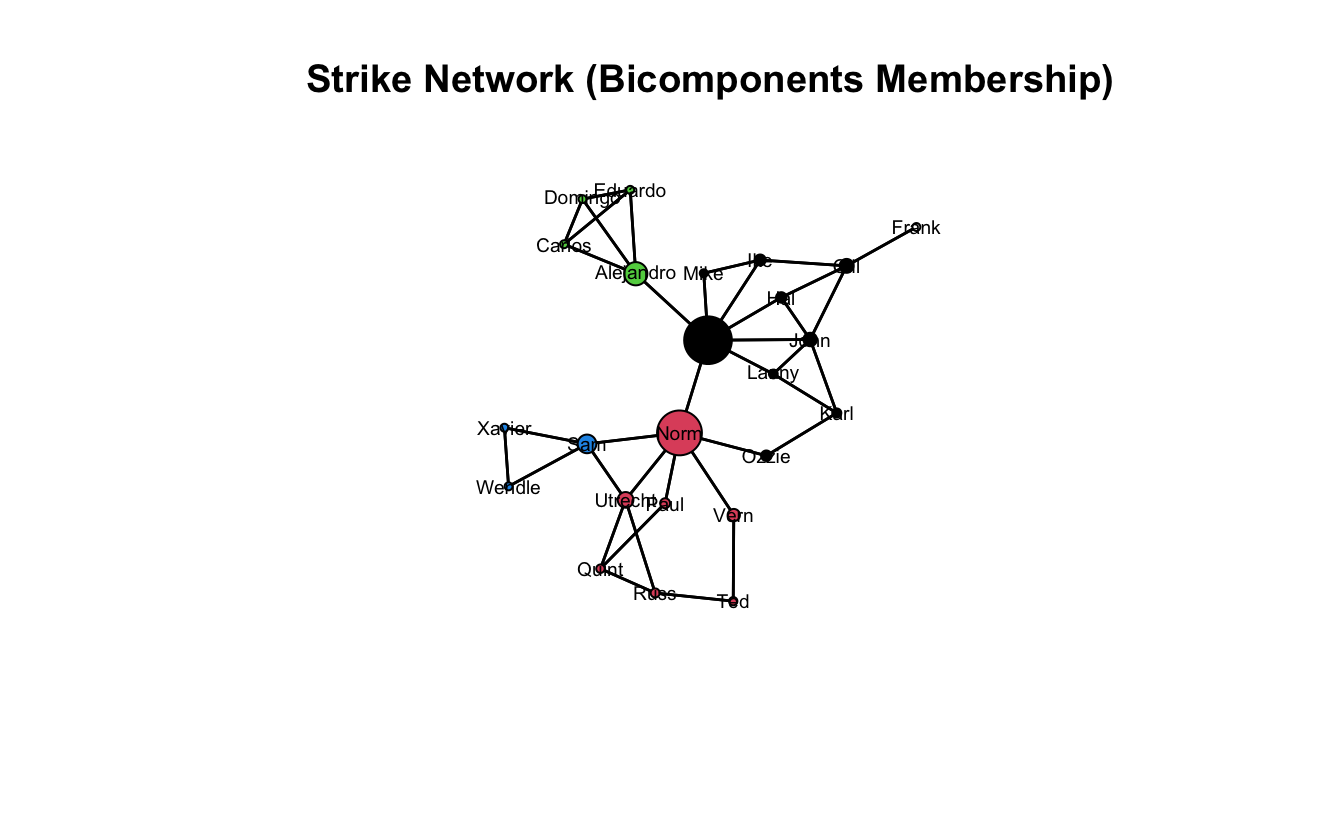 Strike Network (Bicomponents Membership)
Eduardo
Domingo
Frank
Carlos
Ike
Gill
Alejandro
Mike
Hal
John
Lanny
Karl
Xavier
Norm
Sam
Ozzie
Wendle
Utrecht
Paul
Vern
Quint
Russ
Ted